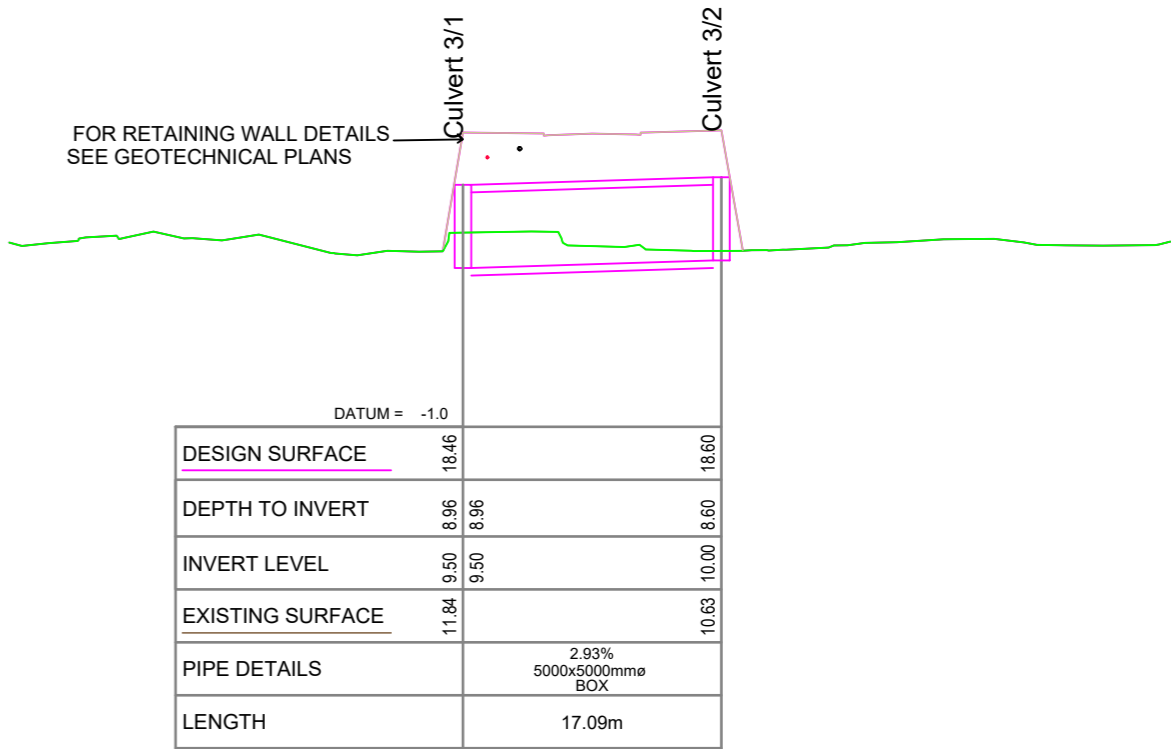 Culvert 3/1
Culvert 3/2
FOR RETAINING WALL DETAILS
SEE GEOTECHNICAL PLANS
DATUM = -1.0
DESIGN SURFACE 18.46 18.60
DEPTH TO INVERT 8.96 8.96 8.60
INVERT LEVEL 9.50 9.50 10.00
EXISTING SURFACE 11.84 10.63
PIPE DETAILS
2.93%
5000x5000mmø
BOX
LENGTH 17.09m